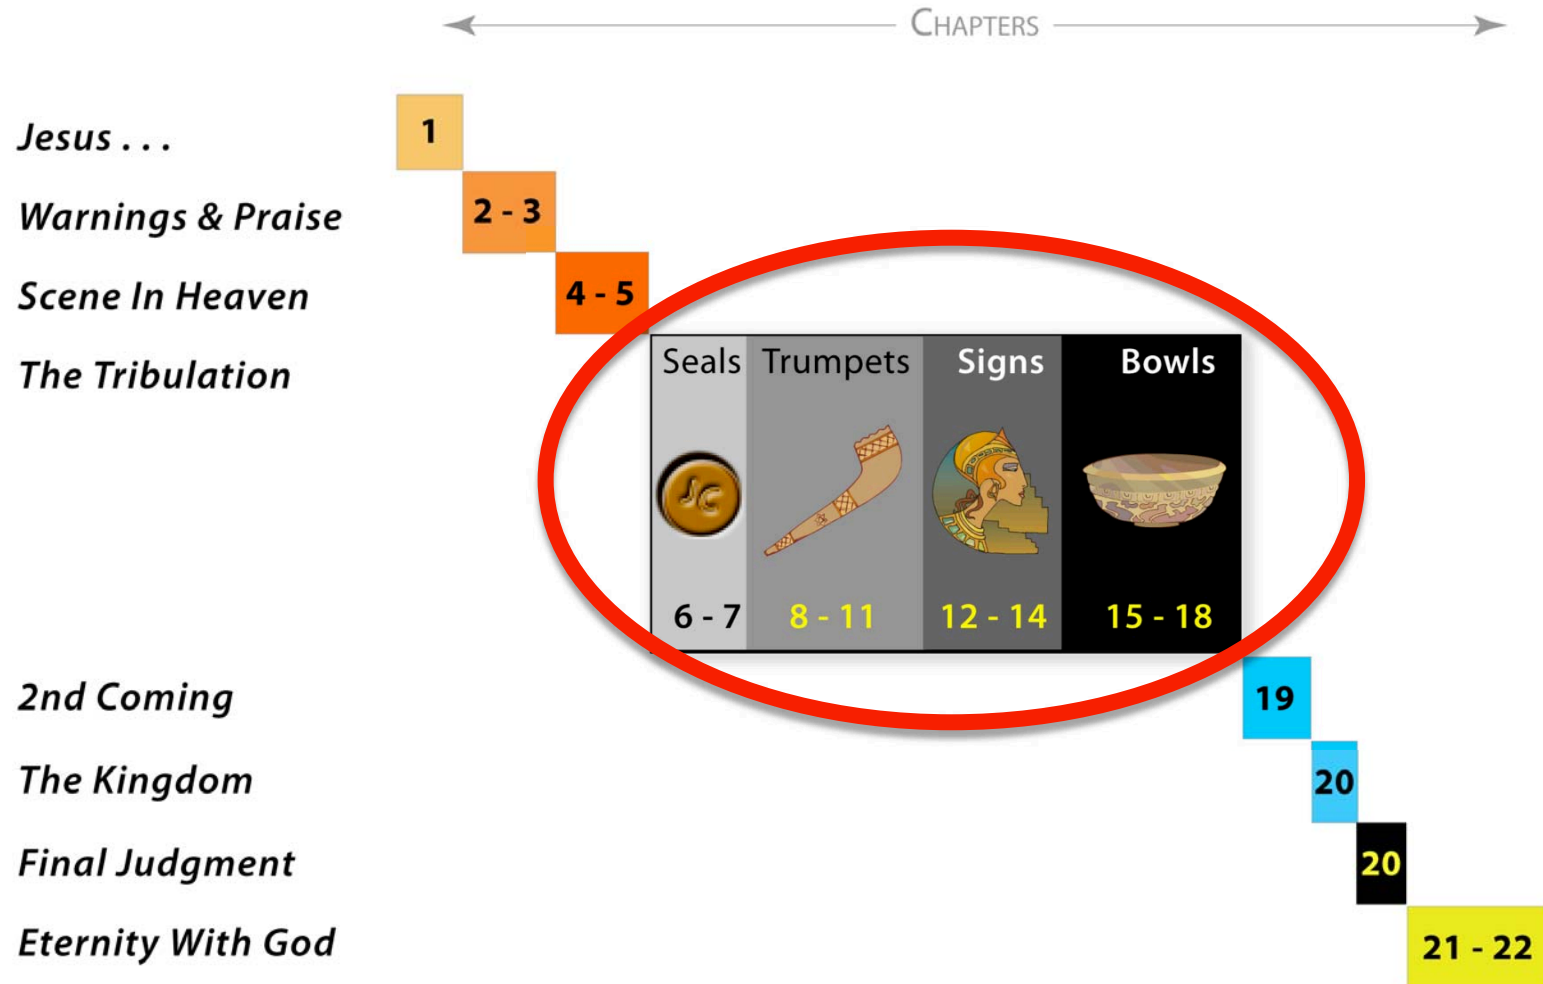 CHAPTERS
Jesus . . .
1
Warnings & Praise
2 - 3
Scene In Heaven
4 - 5
The Tribulation
Seals Trumpets Signs Bowls
JC
6 - 7 8 - 11 12 - 14 15 - 18
2nd Coming
19
The Kingdom
20
Final Judgment
20
Eternity With God
21 - 22